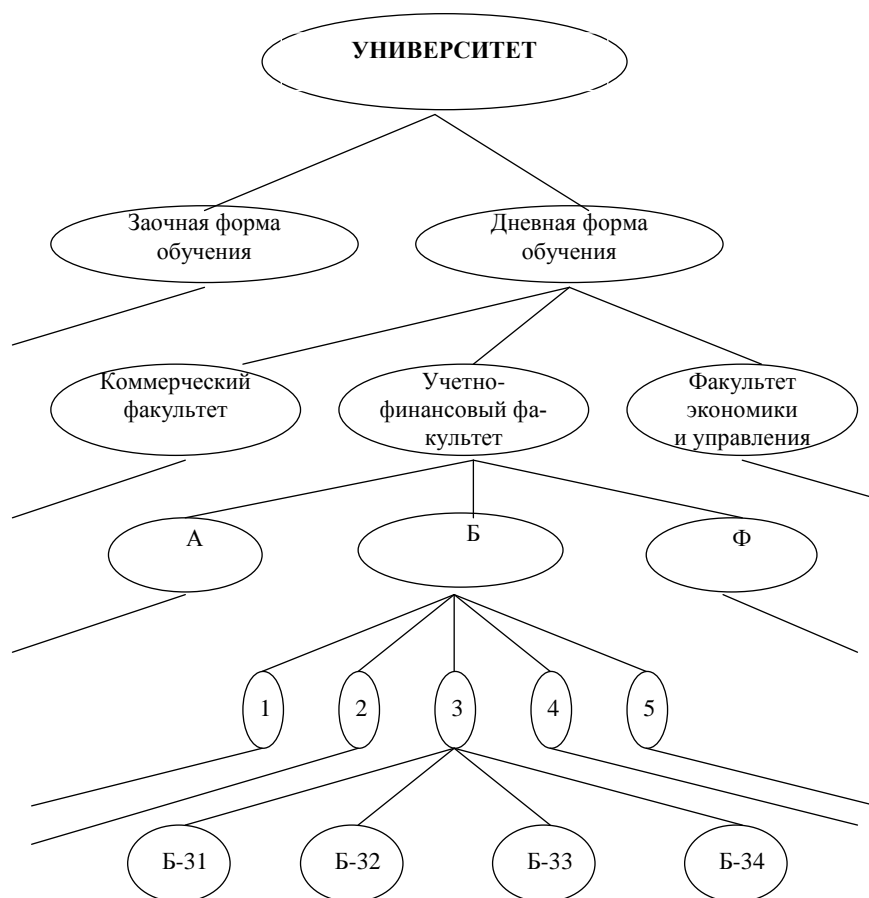 УНИВЕРСИТЕТ
Заочная форма
обучения
Дневная форма
обучения
Коммерческий
факультет
Учетно-
финансовый фа-
культет
Факультет
экономики
и управления
А
Б
Ф
1
2
3
4
5
Б-31
Б-32
Б-33
Б-34